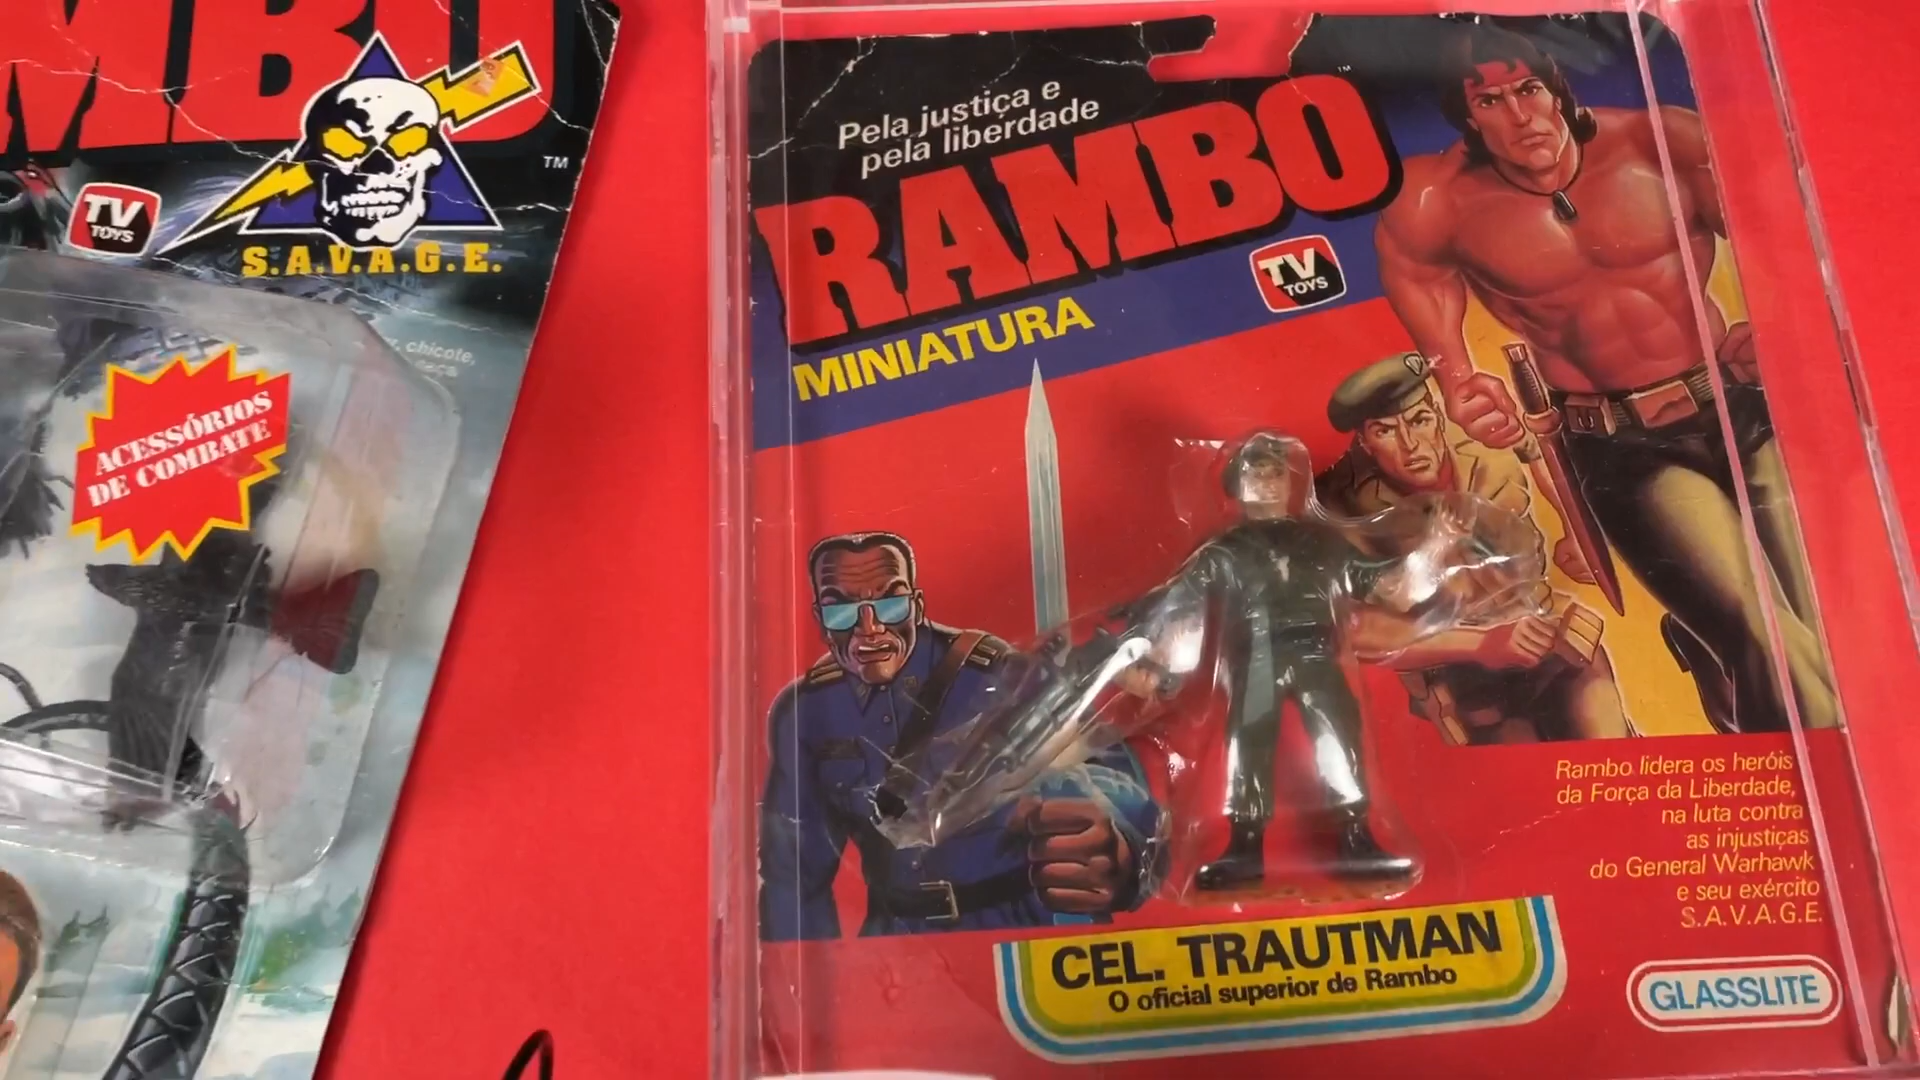 MBO
TM
TV
TOYS
S.A.V.A.G.E.
chicote,
ACESSÓRIOS
DE COMBATE
Pela justiça e
pela liberdade
RAMBO
TM
TV
TOYS
MINIATURA
Rambo lidera os heróis
da Força da Liberdade,
na luta contra
as injustiças
do General Warhawk
e seu exército
S.A.V.A.G.E.
CEL. TRAUTMAN
O oficial superior de Rambo
GLASSLITE